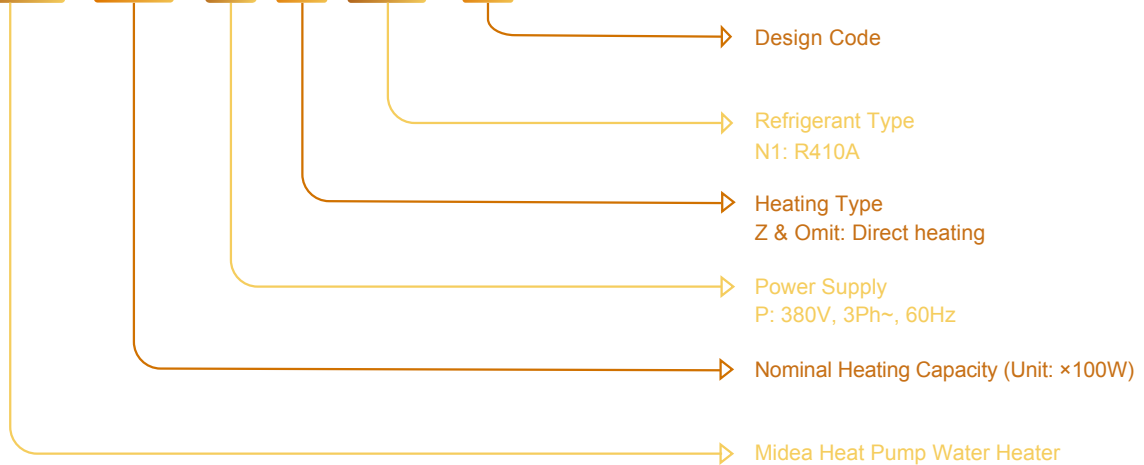 Design Code
Refrigerant Type
N1: R410A
Heating Type
Z & Omit: Direct heating
Power Supply
P: 380V, 3Ph~, 60Hz
Nominal Heating Capacity (Unit: ×100W)
Midea Heat Pump Water Heater